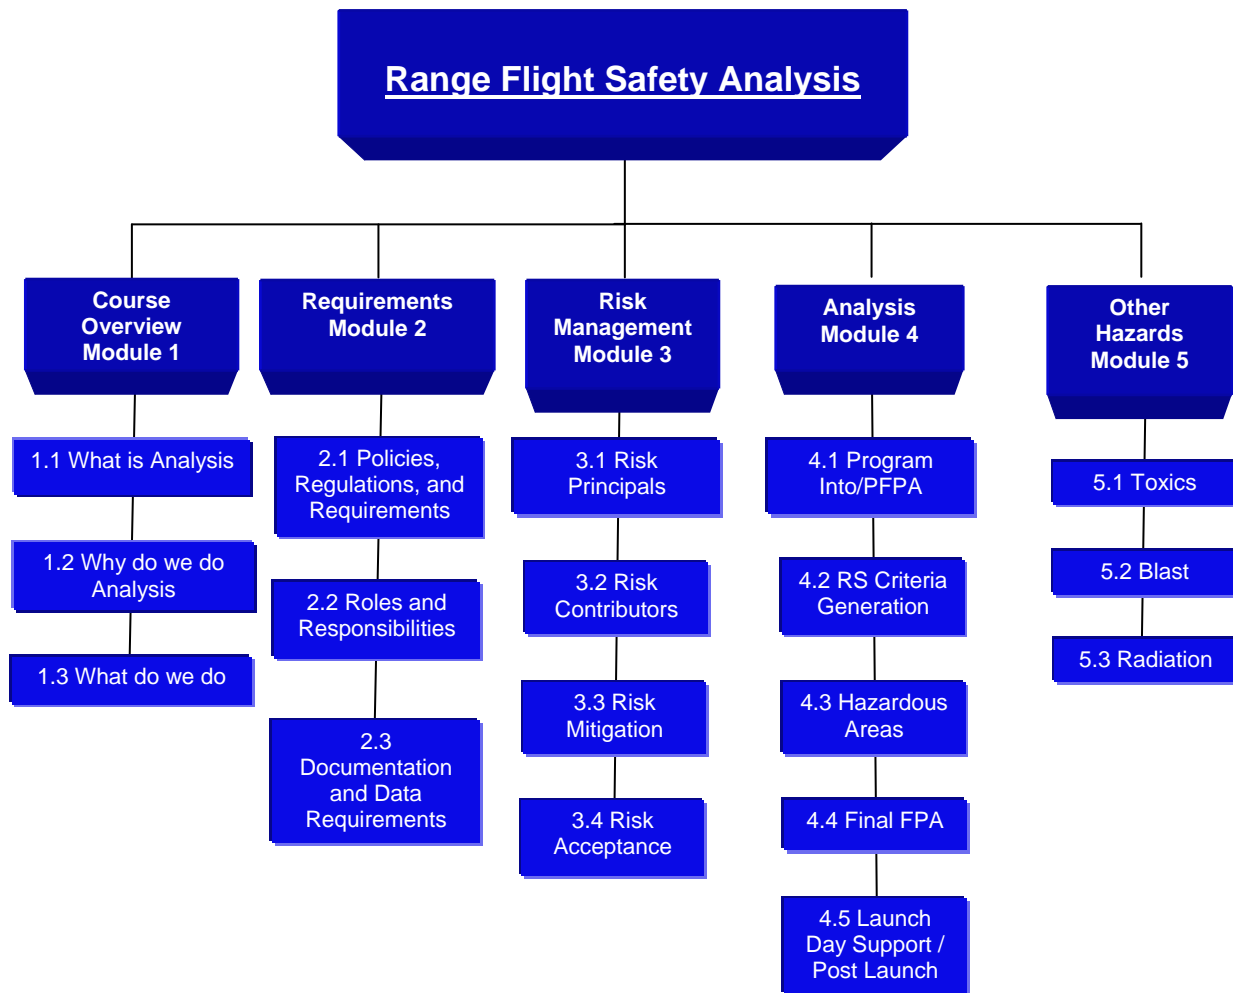 Range Flight Safety Analysis
Course
Overview
Module 1
Requirements
Module 2
Risk
Management
Module 3
Analysis
Module 4
Other
Hazards
Module 5
1.1 What is Analysis
1.2 Why do we do
Analysis
1.3 What do we do
2.1 Policies,
Regulations, and
Requirements
2.2 Roles and
Responsibilities
2.3
Documentation
and Data
Requirements
3.1 Risk
Principals
3.2 Risk
Contributors
3.3 Risk
Mitigation
3.4 Risk
Acceptance
4.1 Program
Into/PFPA
4.2 RS Criteria
Generation
4.3 Hazardous
Areas
4.4 Final FPA
4.5 Launch
Day Support /
Post Launch
5.1 Toxics
5.2 Blast
5.3 Radiation